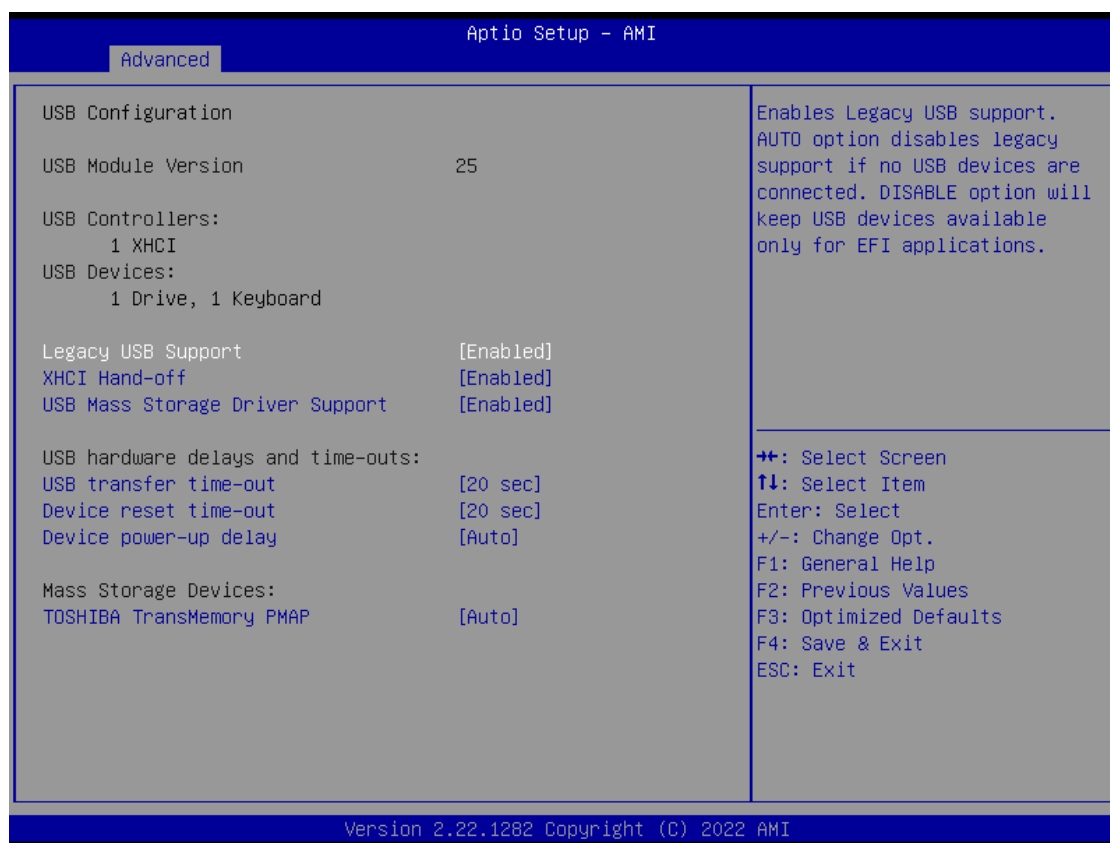 Aptio Setup – AMI
Advanced
USB Configuration
USB Module Version 25
USB Controllers:
1 XHCI
USB Devices:
1 Drive, 1 Keyboard
Legacy USB Support [Enabled]
XHCI Hand-off [Enabled]
USB Mass Storage Driver Support [Enabled]
USB hardware delays and time-outs:
USB transfer time-out [20 sec]
Device reset time-out [20 sec]
Device power-up delay [Auto]
Mass Storage Devices:
TOSHIBA TransMemory PMAP [Auto]
Enables Legacy USB support.
AUTO option disables legacy
support if no USB devices are
connected. DISABLE option will
keep USB devices available
only for EFI applications.
→←: Select Screen
↑↓: Select Item
Enter: Select
+/-: Change Opt.
F1: General Help
F2: Previous Values
F3: Optimized Defaults
F4: Save & Exit
ESC: Exit
Version 2.22.1282 Copyright (C) 2022 AMI